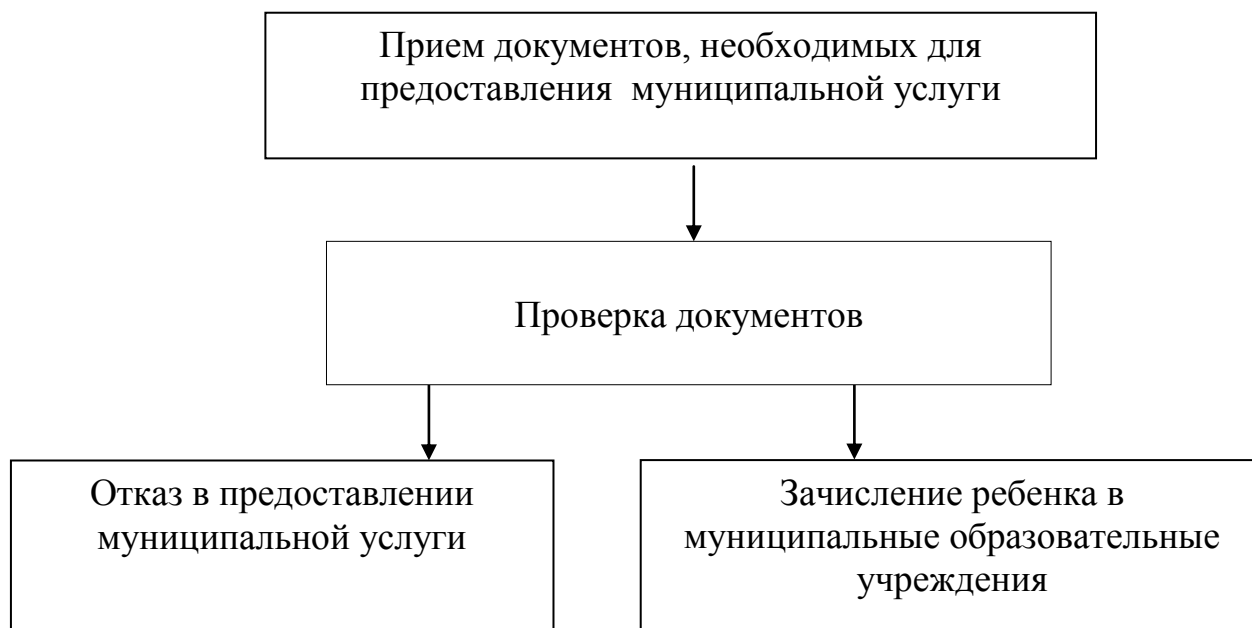 Прием документов, необходимых для
предоставления  муниципальной услуги
Проверка документов
Отказ в предоставлении
муниципальной услуги
Зачисление ребенка в
муниципальные образовательные
учреждения